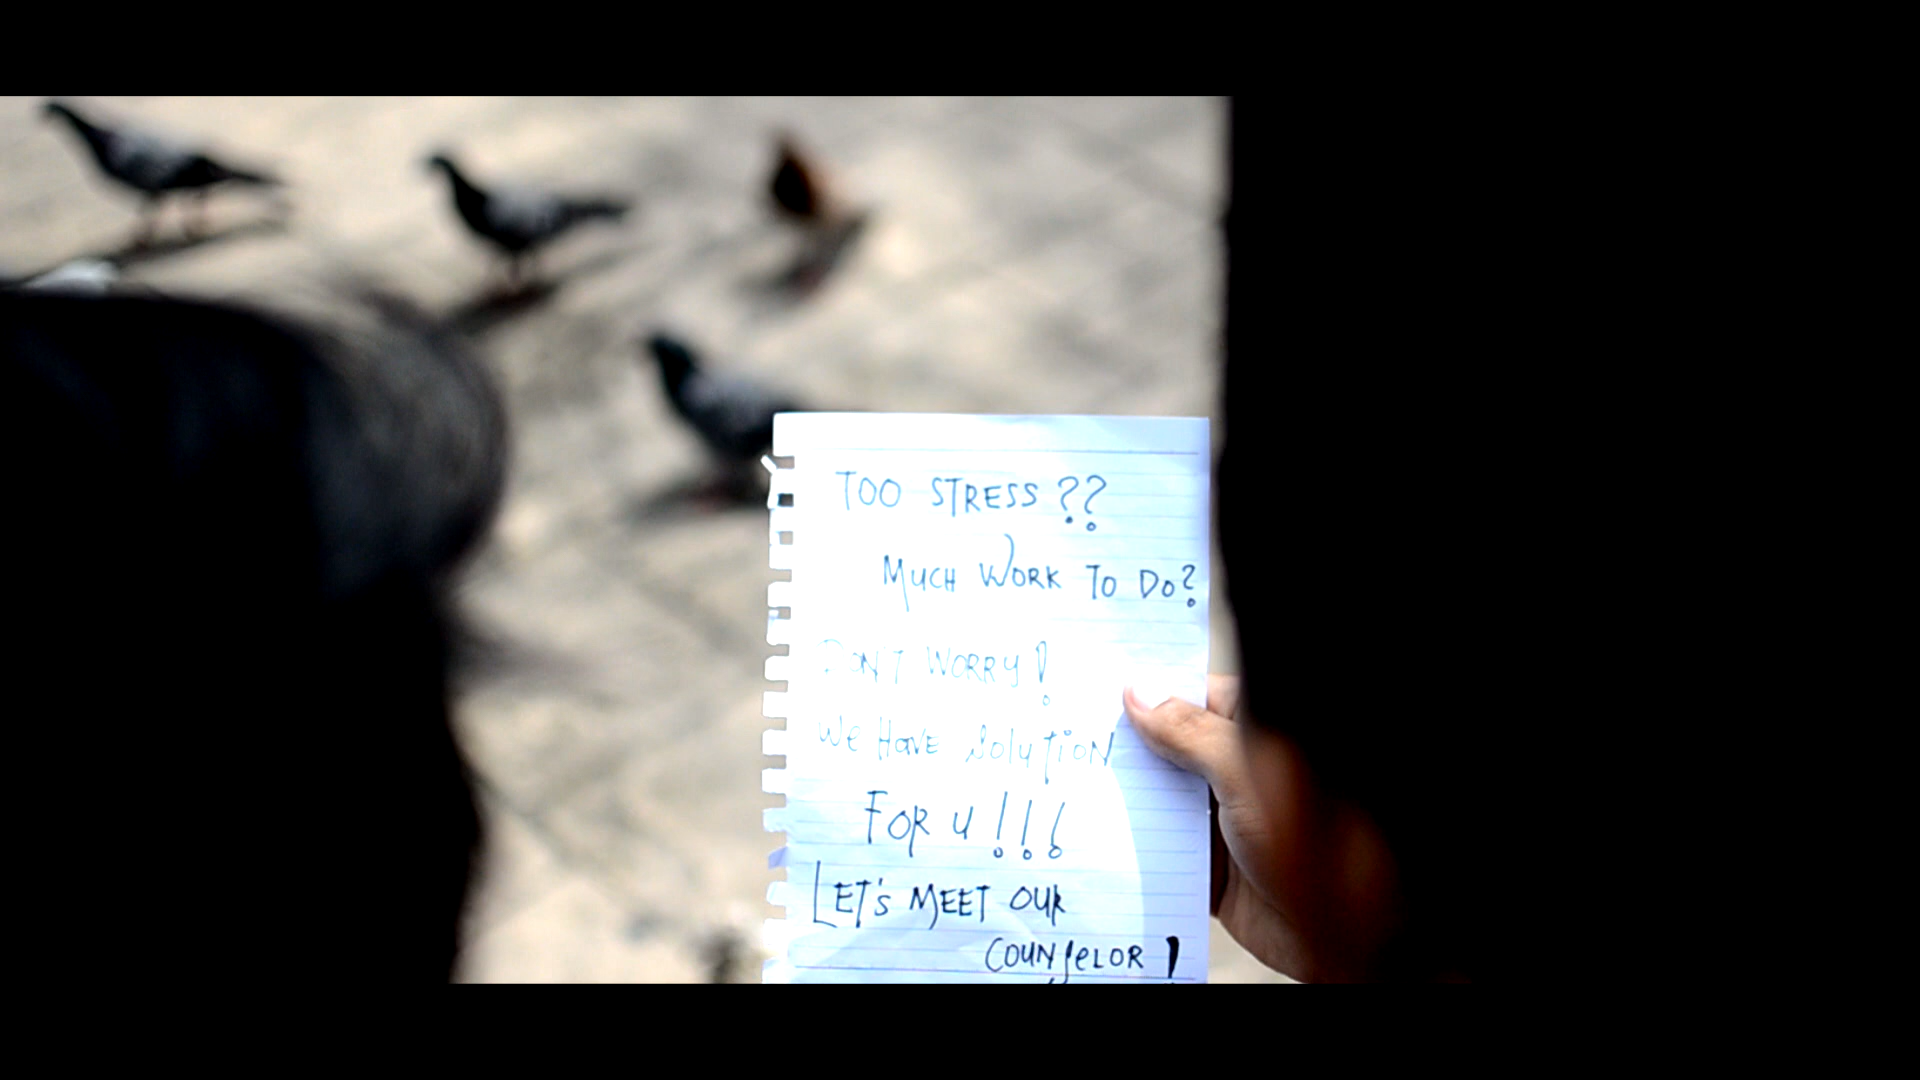 TOO STRESS??
MUCH WORK TO DO?
DON'T WORRY!
WE HAVE SOLUTION
FOR U!!!
LET'S MEET OUR
COUNSELOR!